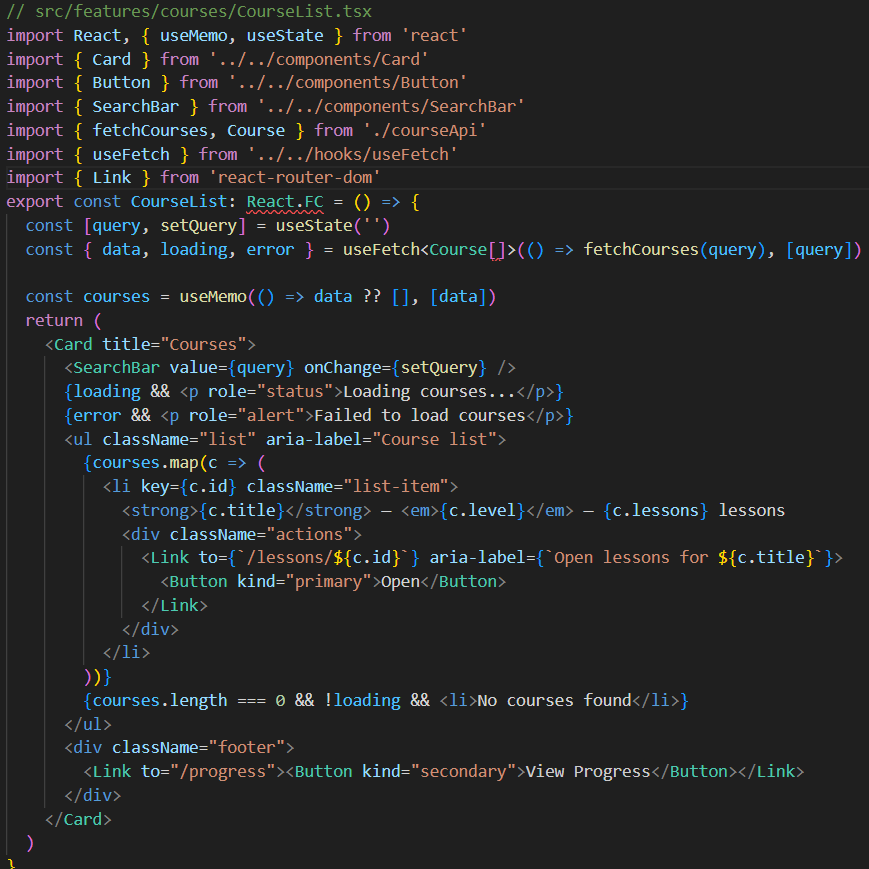 // src/features/courses/CourseList.tsx
import React, { useMemo, useState } from 'react'
import { Card } from '../../components/Card'
import { Button } from '../../components/Button'
import { SearchBar } from '../../components/SearchBar'
import { fetchCourses, Course } from './courseApi'
import { useFetch } from '../../hooks/useFetch'
import { Link } from 'react-router-dom'
export const CourseList: React.FC = () => {
  const [query, setQuery] = useState('')
  const { data, loading, error } = useFetch<Course[]>(() => fetchCourses(query), [query])

  const courses = useMemo(() => data ?? [], [data])
  return (
    <Card title="Courses">
      <SearchBar value={query} onChange={setQuery} />
      {loading && <p role="status">Loading courses...</p>}
      {error && <p role="alert">Failed to load courses</p>}
      <ul className="list" aria-label="Course list">
        {courses.map(c => (
          <li key={c.id} className="list-item">
            <strong>{c.title}</strong> — <em>{c.level}</em> — {c.lessons} lessons
            <div className="actions">
              <Link to={`/lessons/${c.id}`} aria-label={`Open lessons for ${c.title}`}>
                <Button kind="primary">Open</Button>
              </Link>
            </div>
          </li>
        ))}
        {courses.length === 0 && !loading && <li>No courses found</li>}
      </ul>
      <div className="footer">
        <Link to="/progress"><Button kind="secondary">View Progress</Button></Link>
      </div>
    </Card>
  )
}